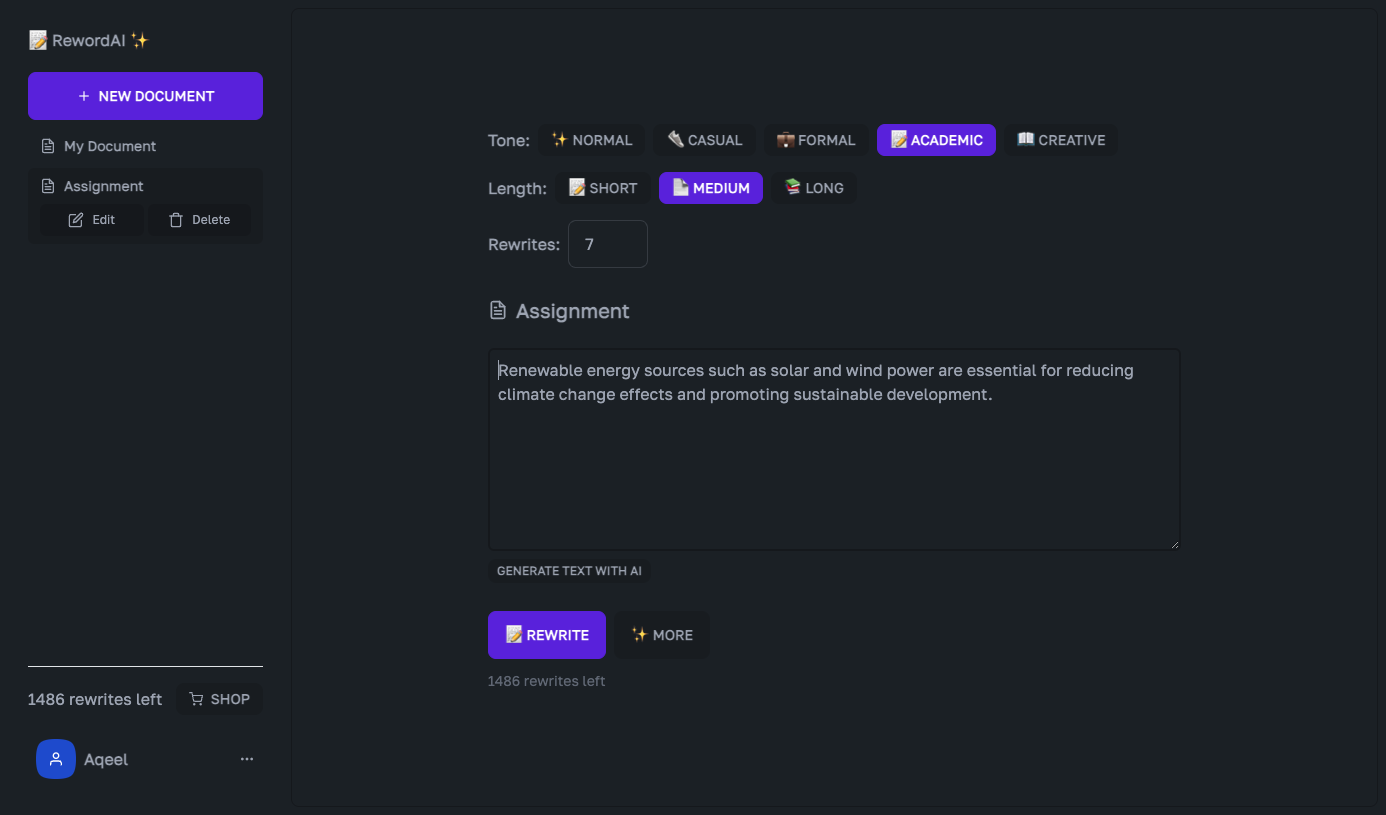 📝 RewordAI ✨
+ NEW DOCUMENT
My Document
Assignment
Edit Delete
1486 rewrites left SHOP
Aqeel ...
Tone: ✨ NORMAL CASUAL 💼 FORMAL 📝 ACADEMIC 📖 CREATIVE
Length: 📝 SHORT 📄 MEDIUM 📚 LONG
Rewrites: 7
Assignment
Renewable energy sources such as solar and wind power are essential for reducing
climate change effects and promoting sustainable development.
GENERATE TEXT WITH AI
📝 REWRITE ✨ MORE
1486 rewrites left